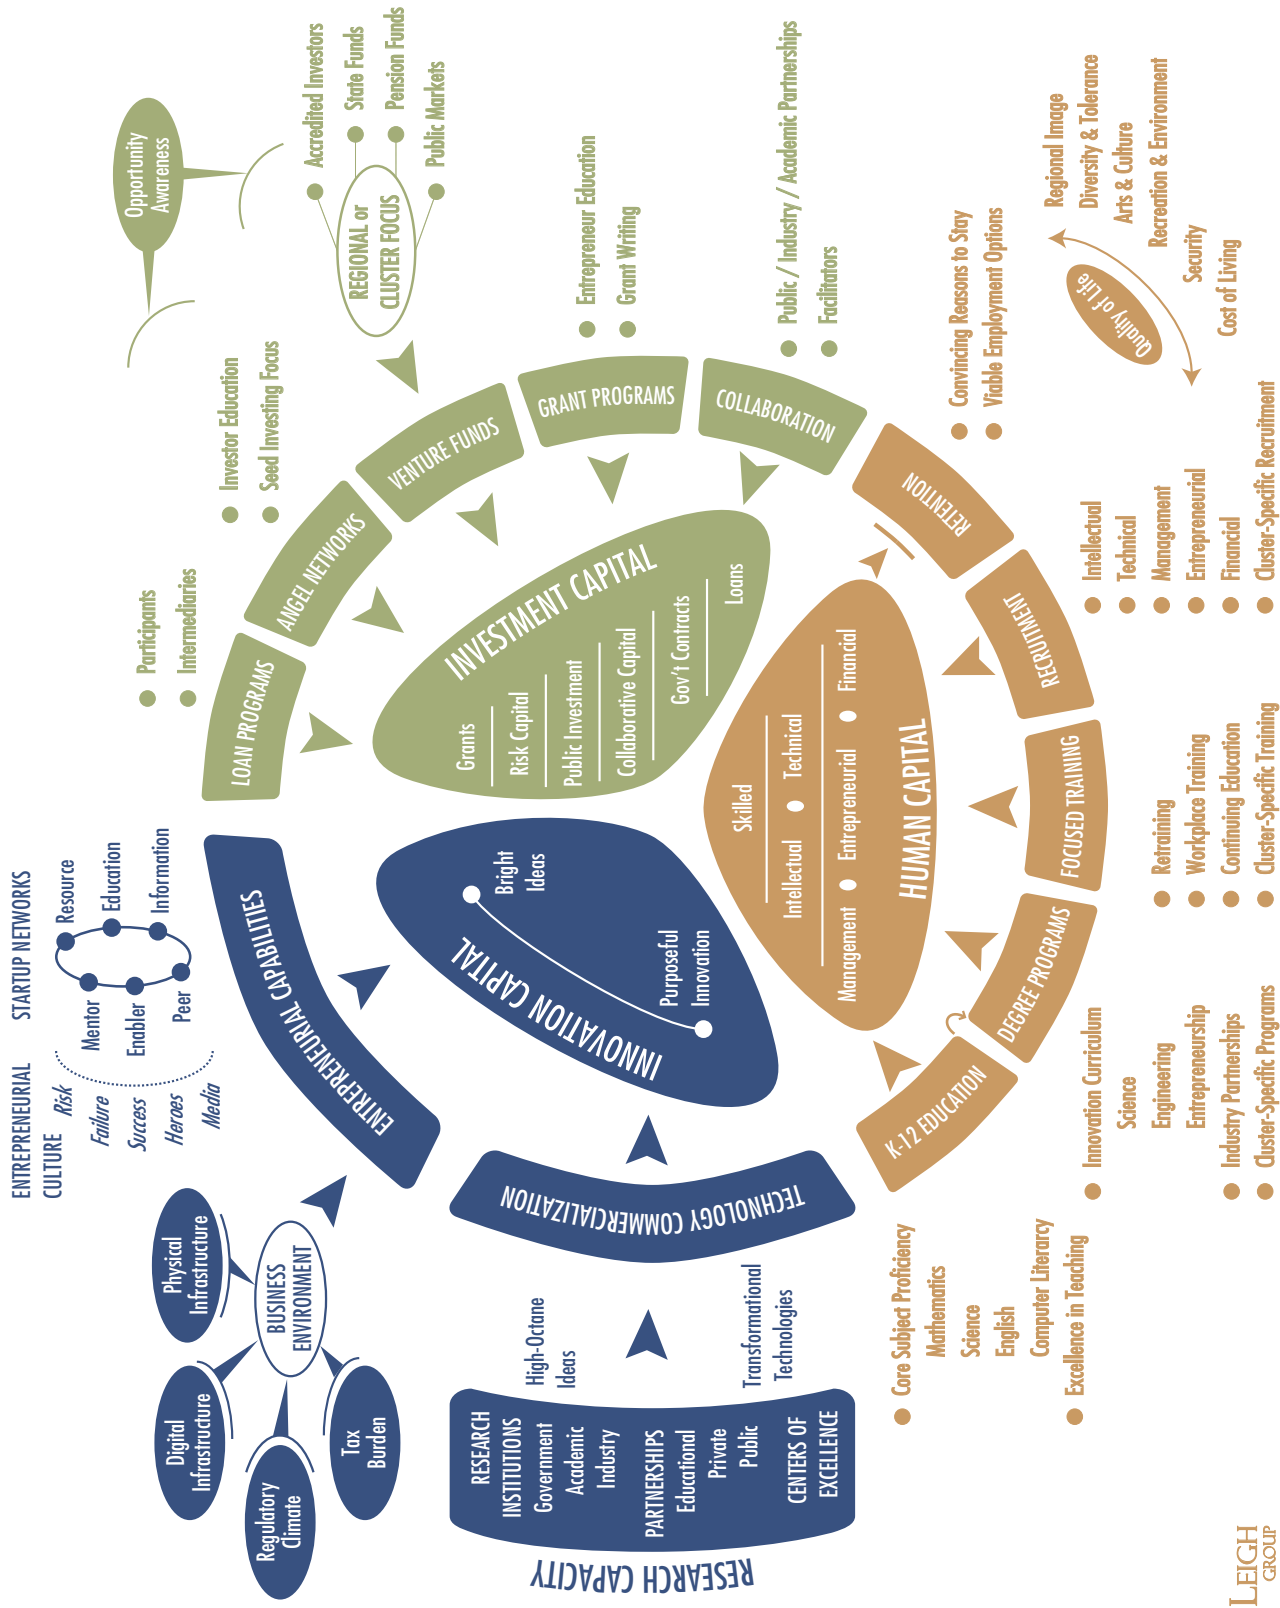 ENTREPRENEURIAL
CULTURE
Risk
Failure
Success
Heroes
Media
STARTUP NETWORKS
Mentor
Enabler
Peer
Resource
Education
Information
Physical
Infrastructure
Digital
Infrastructure
Regulatory
Climate
Tax
Burden
BUSINESS
ENVIRONMENT
ENTREPRENEURIAL CAPABILITIES
RESEARCH CAPACITY
RESEARCH
INSTITUTIONS
Government
Academic
Industry
PARTNERSHIPS
Educational
Private
Public
CENTERS OF
EXCELLENCE
High-Octane
Ideas
Transformational
Technologies
TECHNOLOGY COMMERCIALIZATION
INNOVATION CAPITAL
Bright
Ideas
Purposeful
Innovation
Opportunity
Awareness
Participants
Intermediaries
LOAN PROGRAMS
Investor Education
Seed Investing Focus
ANGEL NETWORKS
Accredited Investors
State Funds
Pension Funds
Public Markets
REGIONAL or
CLUSTER FOCUS
VENTURE FUNDS
Entrepreneur Education
Grant Writing
GRANT PROGRAMS
Public / Industry / Academic Partnerships
Facilitators
COLLABORATION
INVESTMENT CAPITAL
Grants
Risk Capital
Public Investment
Collaborative Capital
Gov't Contracts
Loans
HUMAN CAPITAL
Skilled
Intellectual Technical
Management Entrepreneurial Financial
RETENTION
Convincing Reasons to Stay
Viable Employment Options
Quality of Life
Regional Image
Diversity & Tolerance
Arts & Culture
Recreation & Environment
Security
Cost of Living
RECRUITMENT
Intellectual
Technical
Management
Entrepreneurial
Financial
Cluster-Specific Recruitment
FOCUSED TRAINING
Retraining
Workplace Training
Continuing Education
Cluster-Specific Training
DEGREE PROGRAMS
Innovation Curriculum
Science
Engineering
Entrepreneurship
Industry Partnerships
Cluster-Specific Programs
K-12 EDUCATION
Core Subject Proficiency
Mathematics
Science
English
Computer Literarcy
Excellence in Teaching
LEIGH
GROUP